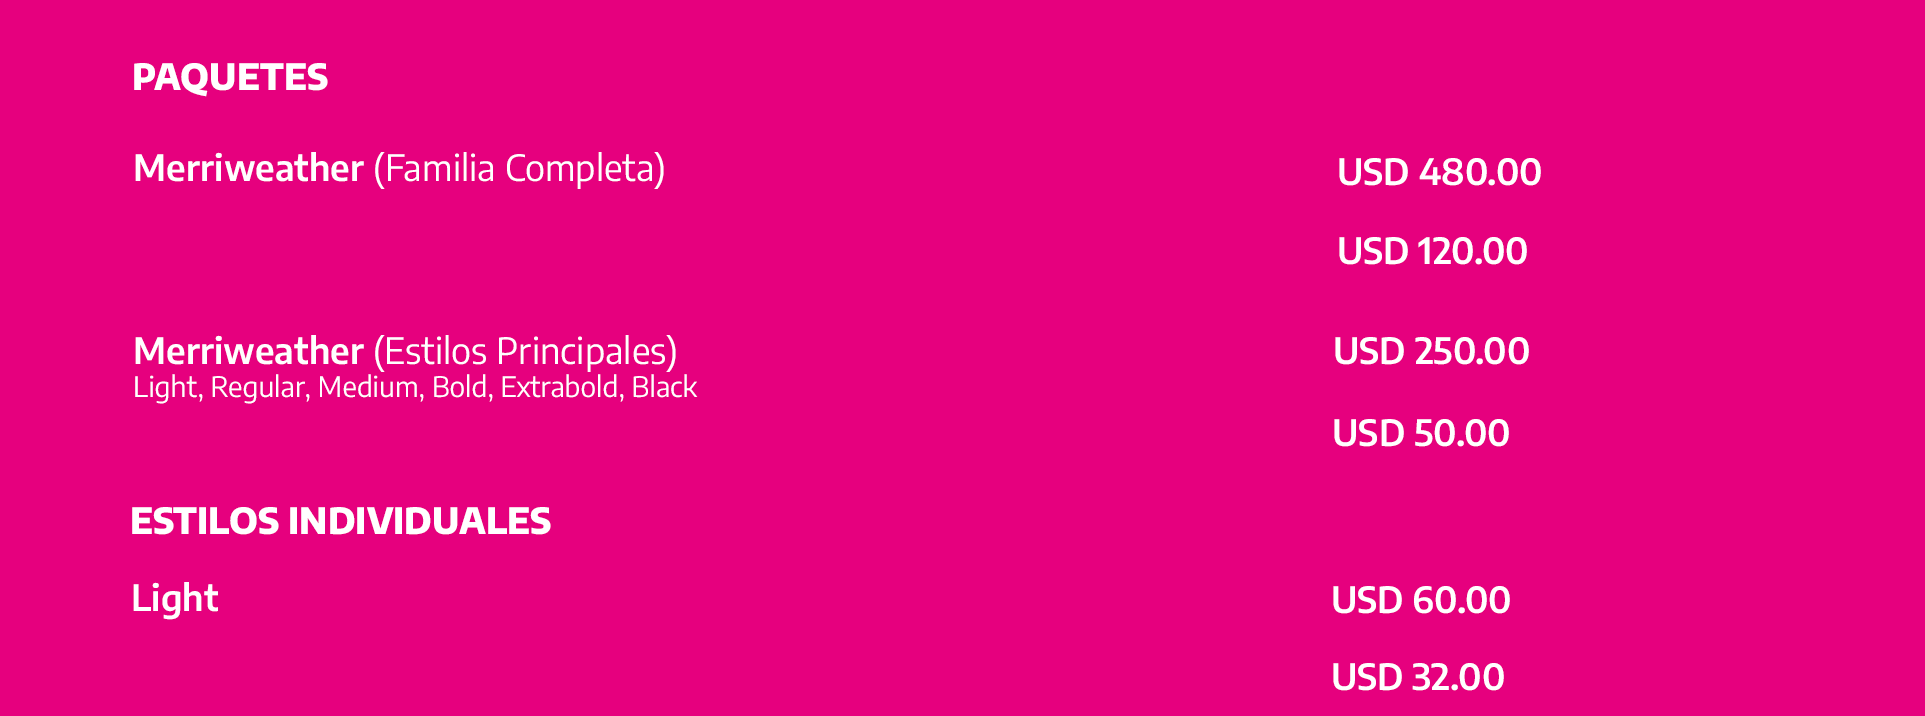 PAQUETES
Merriweather (Familia Completa) USD 480.00
USD 120.00
Merriweather (Estilos Principales) USD 250.00
Light, Regular, Medium, Bold, Extrabold, Black
USD 50.00
ESTILOS INDIVIDUALES
Light USD 60.00
USD 32.00